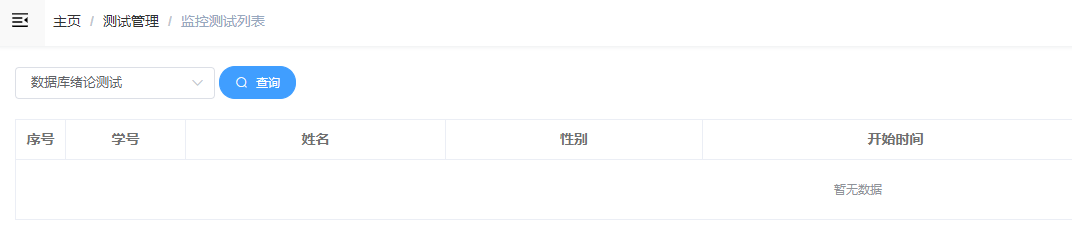 主页 / 测试管理 / 监控测试列表
数据库绪论测试 查询
序号 学号 姓名 性别 开始时间
暂无数据